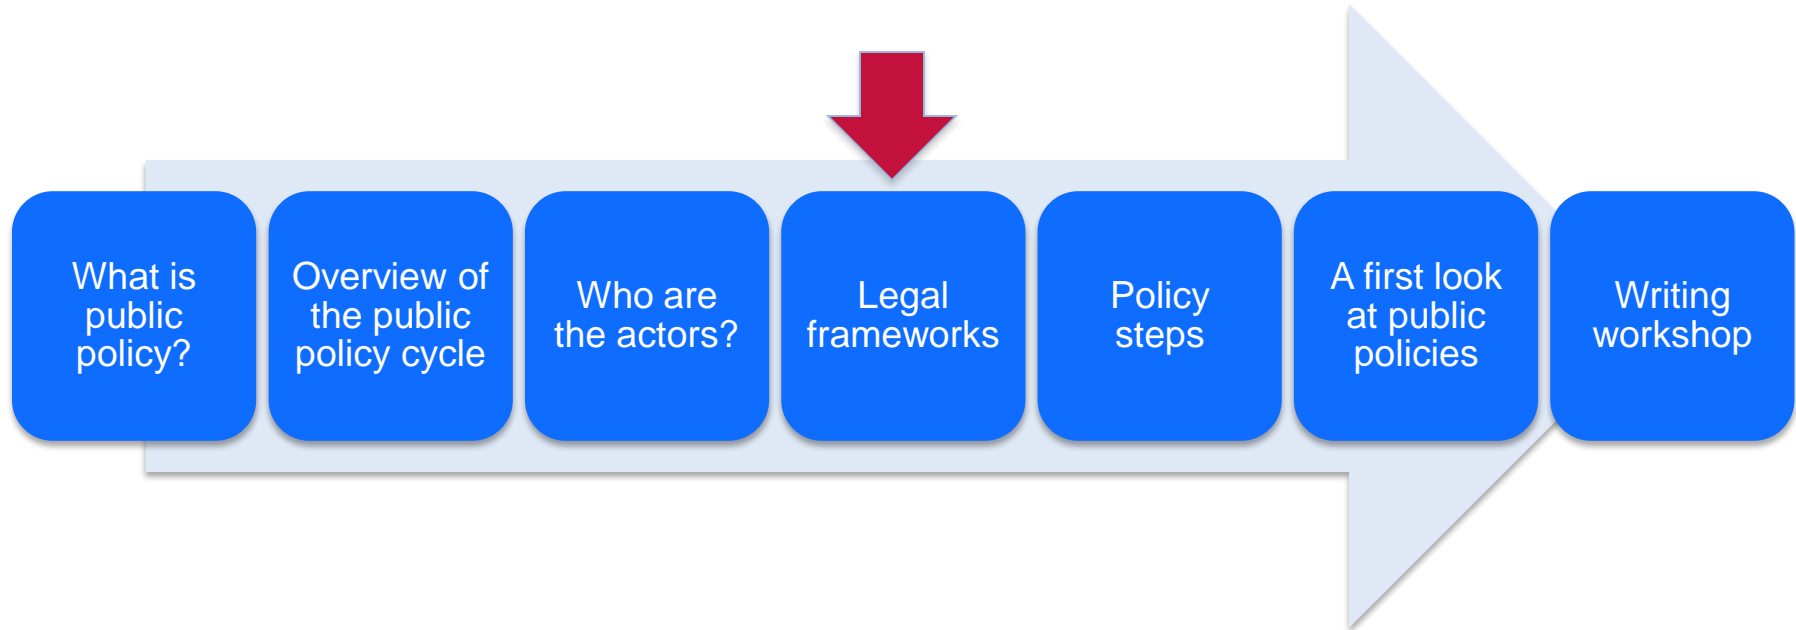 What is
public
policy?
Overview of
the public
policy cycle
Who are
the actors?
Legal
frameworks
Policy
steps
A first look
at public
policies
Writing
workshop